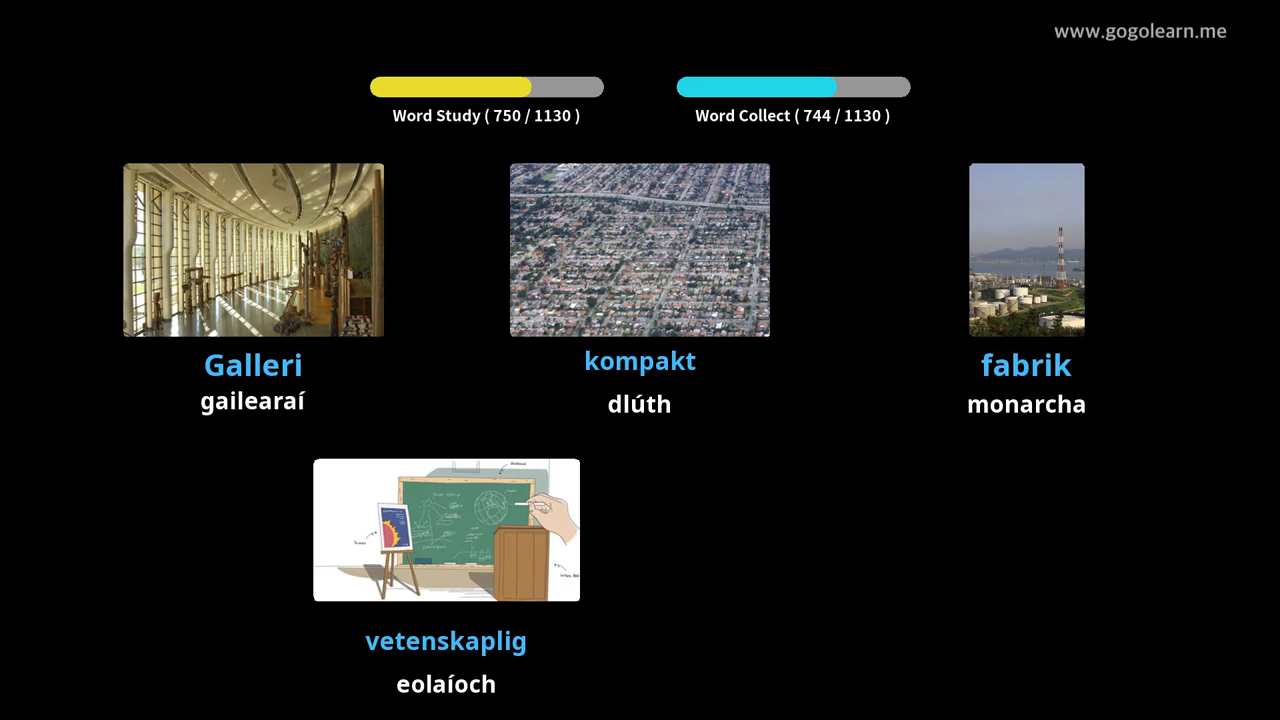 www.gogolearn.me
Word Study ( 750 / 1130 )
Word Collect ( 744 / 1130 )
Galleri
gailearaí
kompakt
dlúth
fabrik
monarcha
vetenskaplig
eolaíoch